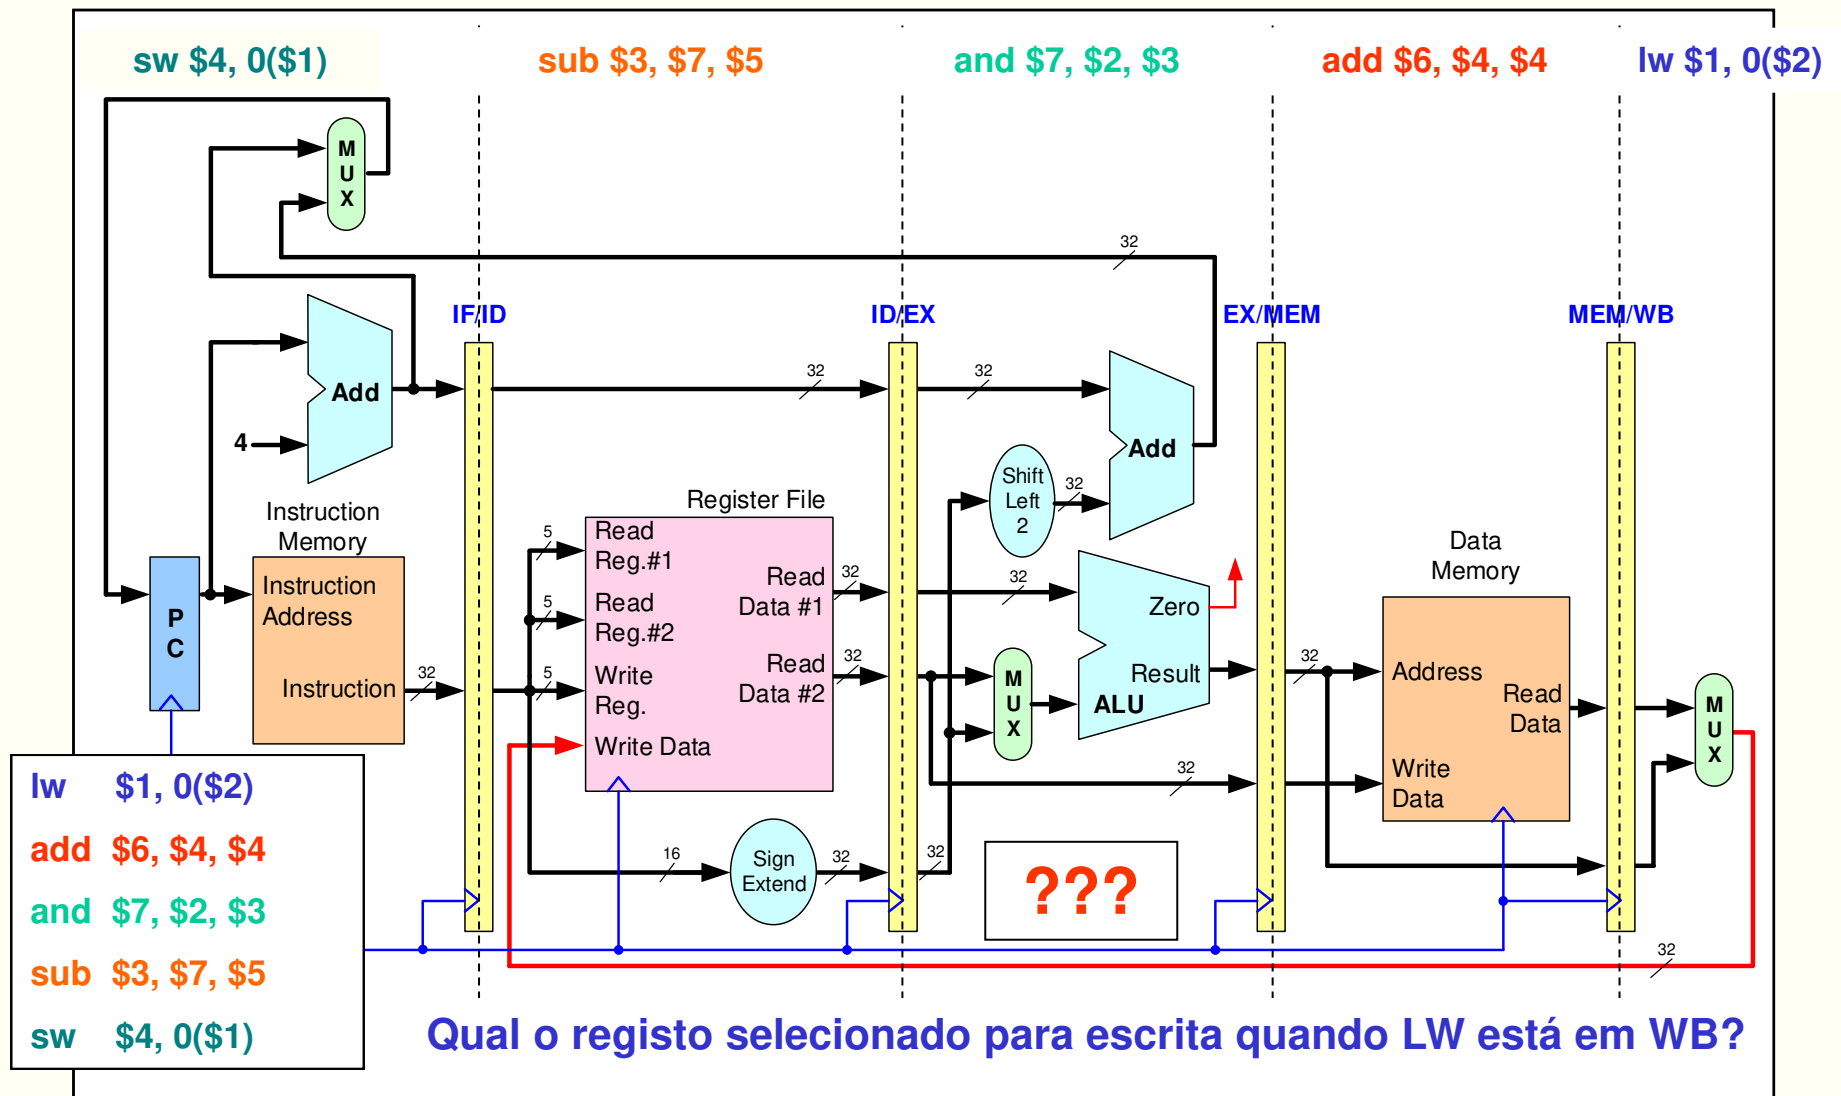 sw $4, 0($1)
sub $3, $7, $5
and $7, $2, $3
add $6, $4, $4
lw $1, 0($2)
M
U
X
32
IF/ID
ID/EX
EX/MEM
MEM/WB
Add
4
32
32
Add
Shift
Left
2
32
Instruction
Memory
Register File
Data
Memory
P
C
Instruction
Address
Instruction
32
5
5
5
Read
Reg.#1
Read
Reg.#2
Write
Reg.
Write Data
Read
Data #1
Read
Data #2
32
32
32
M
U
X
Zero
Result
ALU
32
32
Address
Read
Data
Write
Data
M
U
X
16
Sign
Extend
32
32
???
32
lw $1, 0($2)
add $6, $4, $4
and $7, $2, $3
sub $3, $7, $5
sw $4, 0($1)
Qual o registo selecionado para escrita quando LW está em WB?